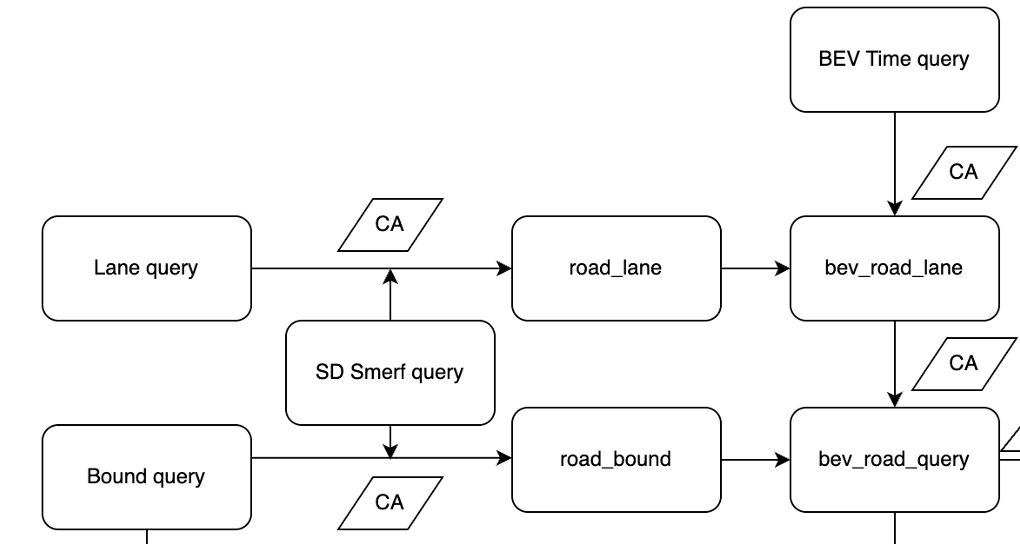 BEV Time query
CA
CA
Lane query
road_lane
bev_road_lane
SD Smerf query
CA
Bound query
road_bound
bev_road_query
CA